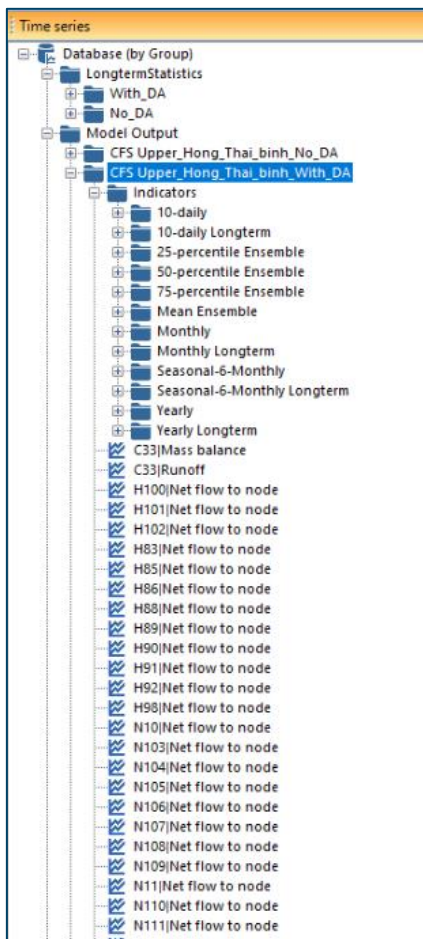 Time series
Database (by Group)
LongtermStatistics
With_DA
No_DA
Model Output
CFS Upper_Hong_Thai_binh_No_DA
CFS Upper_Hong_Thai_binh_With_DA
Indicators
10-daily
10-daily Longterm
25-percentile Ensemble
50-percentile Ensemble
75-percentile Ensemble
Mean Ensemble
Monthly
Monthly Longterm
Seasonal-6-Monthly
Seasonal-6-Monthly Longterm
Yearly
Yearly Longterm
C33|Mass balance
C33|Runoff
H100|Net flow to node
H101|Net flow to node
H102|Net flow to node
H83|Net flow to node
H85|Net flow to node
H86|Net flow to node
H88|Net flow to node
H89|Net flow to node
H90|Net flow to node
H91|Net flow to node
H92|Net flow to node
H98|Net flow to node
N10|Net flow to node
N103|Net flow to node
N104|Net flow to node
N105|Net flow to node
N106|Net flow to node
N107|Net flow to node
N108|Net flow to node
N109|Net flow to node
N11|Net flow to node
N110|Net flow to node
N111|Net flow to node